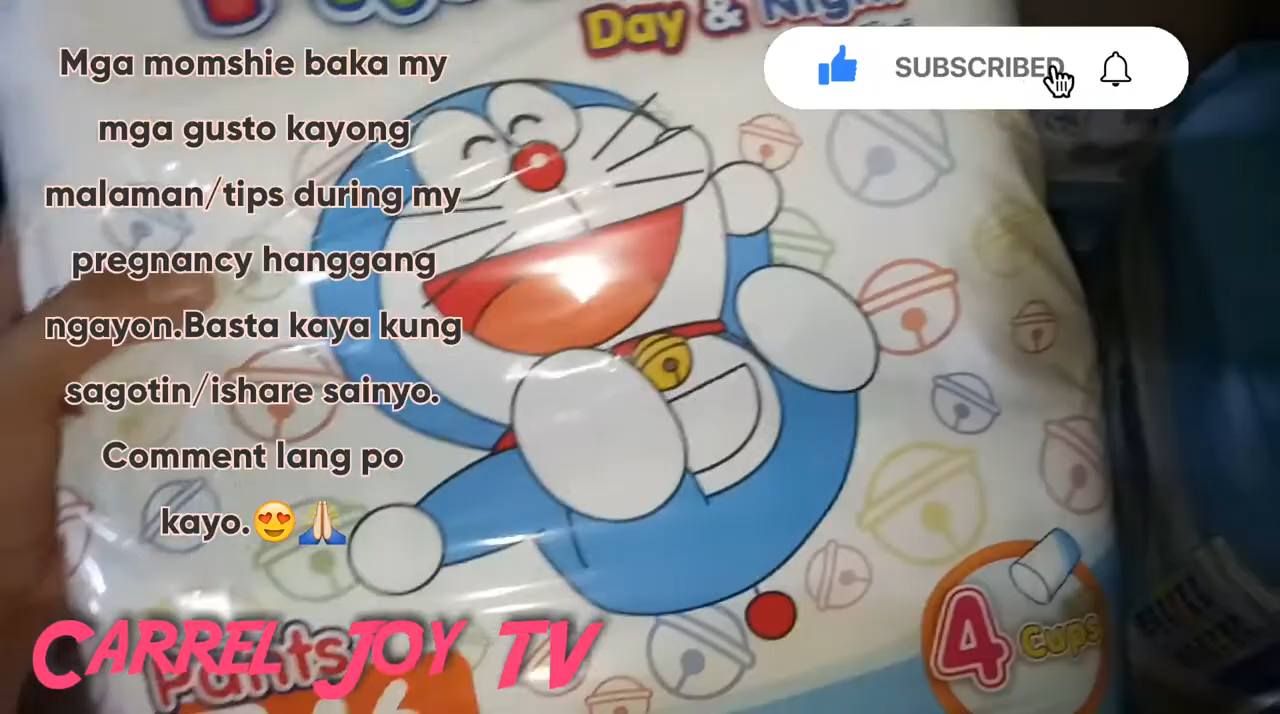 Day & Night
SUBSCRIBED
Mga momshie baka my
mga gusto kayong
malaman/tips during my
pregnancy hanggang
ngayon.Basta kaya kung
sagotin/ishare sainyo.
Comment lang po
kayo.😍🙏🏻
4 Cups
Pants
CARREL JOY TV